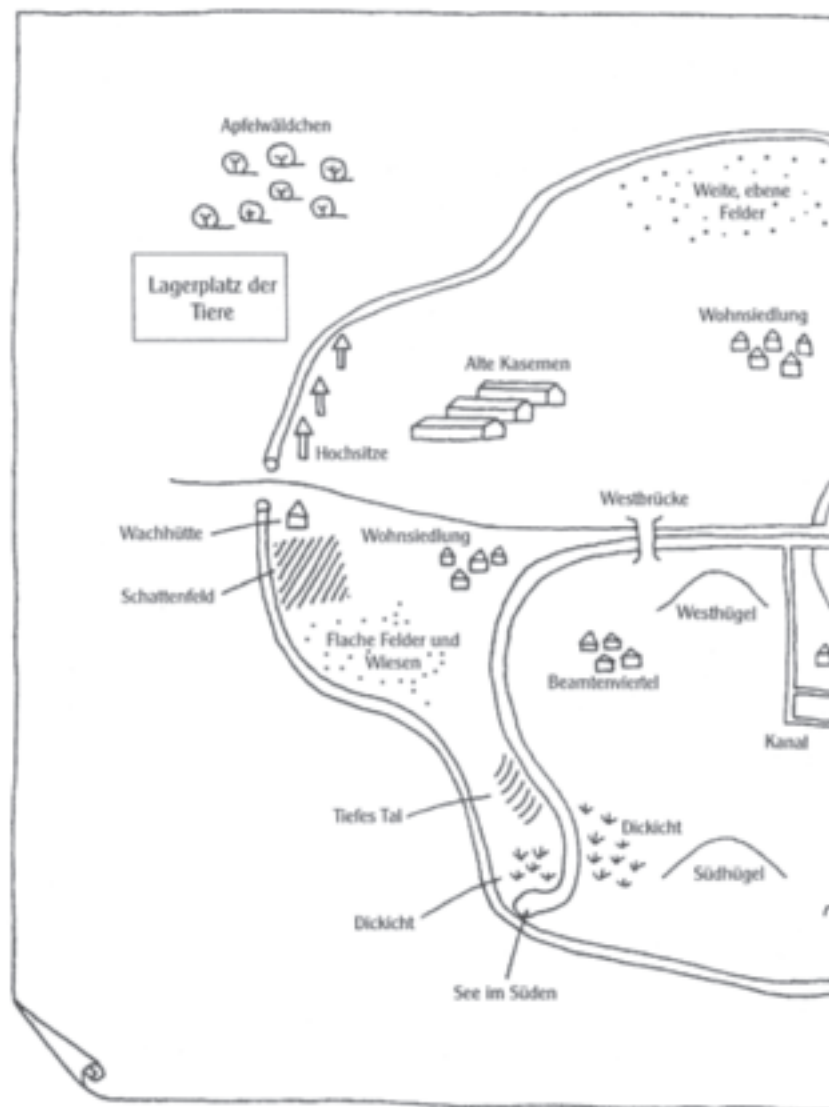 Apfelwäldchen
Weite, ebene
Felder
Lagerplatz der
Tiere
Wohnsiedlung
Alte Kasernen
Hochsitze
Westbrücke
Wachhütte
Wohnsiedlung
Schattenfeld
Westhügel
Flache Felder und
Wiesen
Beamtenviertel
Kanal
Tiefes Tal
Dickicht
Südhügel
Dickicht
See im Süden